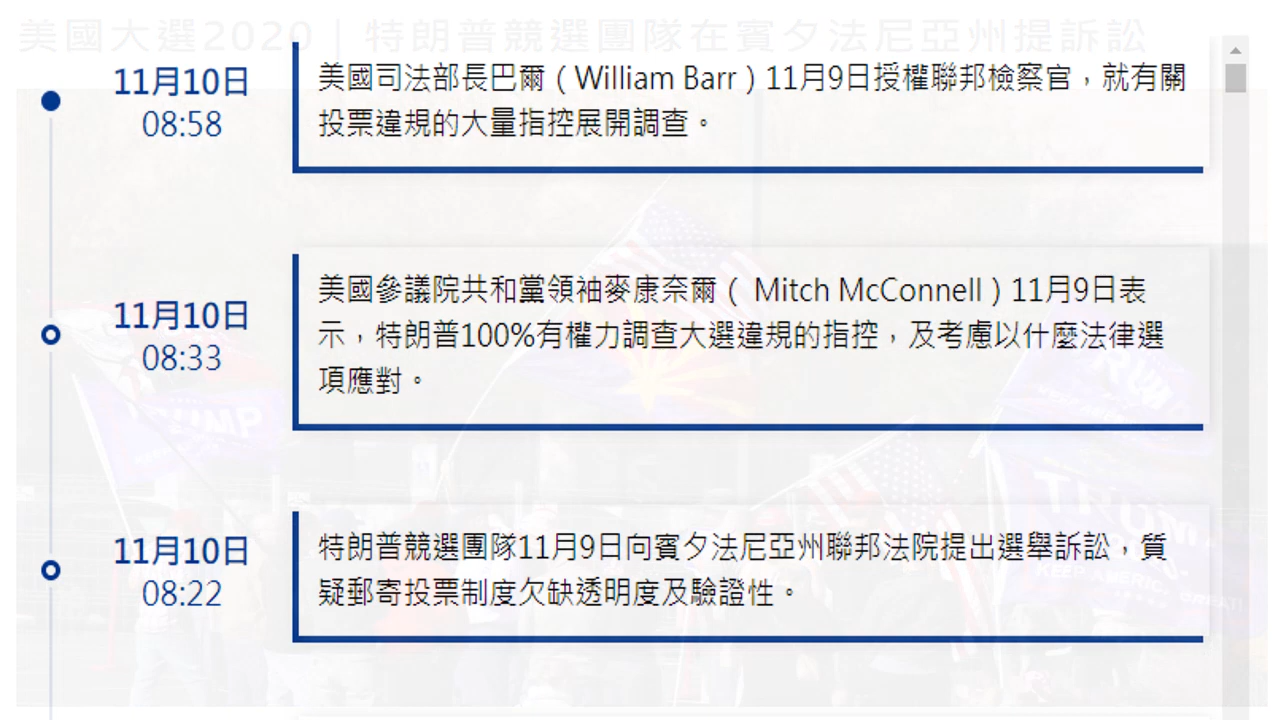 美國大選2020｜特朗普競選團隊在賓夕法尼亞州提訴訟
11月10日
08:58
美國司法部長巴爾（William Barr）11月9日授權聯邦檢察官，就有關
投票違規的大量指控展開調查。
11月10日
08:33
美國參議院共和黨領袖麥康奈爾（ Mitch McConnell）11月9日表
示，特朗普100%有權力調查大選違規的指控，及考慮以什麼法律選
項應對。
11月10日
08:22
特朗普競選團隊11月9日向賓夕法尼亞州聯邦法院提出選舉訴訟，質
疑郵寄投票制度欠缺透明度及驗證性。
TRUMP
TRUMP
KEEP AMERICA GREAT!